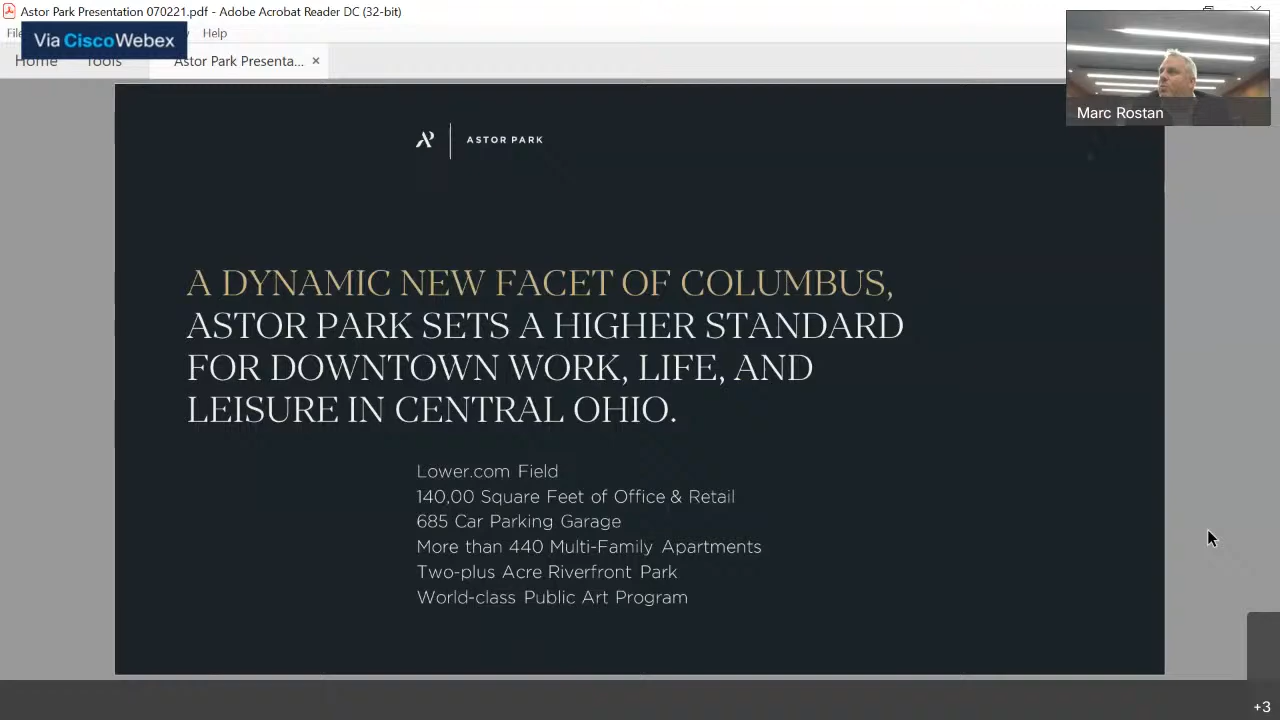 Astor Park Presentation 070221.pdf - Adobe Acrobat Reader DC (32-bit)
Via CiscoWebex
Help
Home
Tools
Astor Park Presenta... ×
Marc Rostan
ASTOR PARK
A DYNAMIC NEW FACET OF COLUMBUS,
ASTOR PARK SETS A HIGHER STANDARD
FOR DOWNTOWN WORK, LIFE, AND
LEISURE IN CENTRAL OHIO.
Lower.com Field
140,00 Square Feet of Office & Retail
685 Car Parking Garage
More than 440 Multi-Family Apartments
Two-plus Acre Riverfront Park
World-class Public Art Program
+3